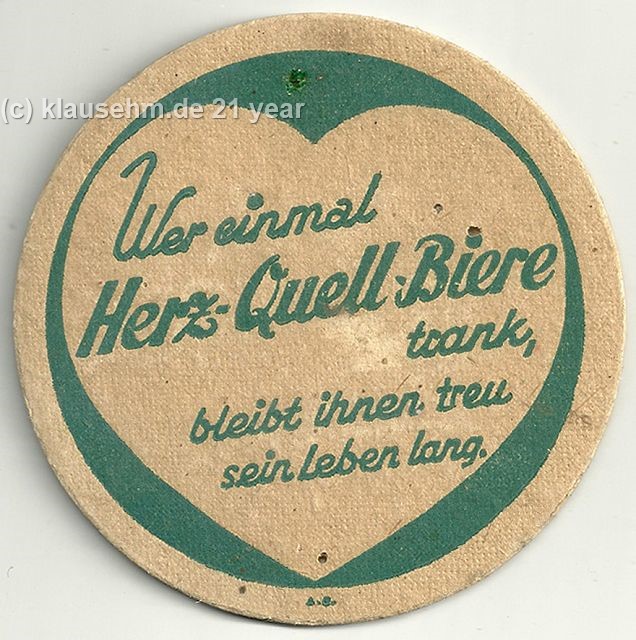 (c) klausehm.de 21 year
Wer einmal
Herz-Quell-Biere
trank,
bleibt ihnen treu
sein Leben lang.